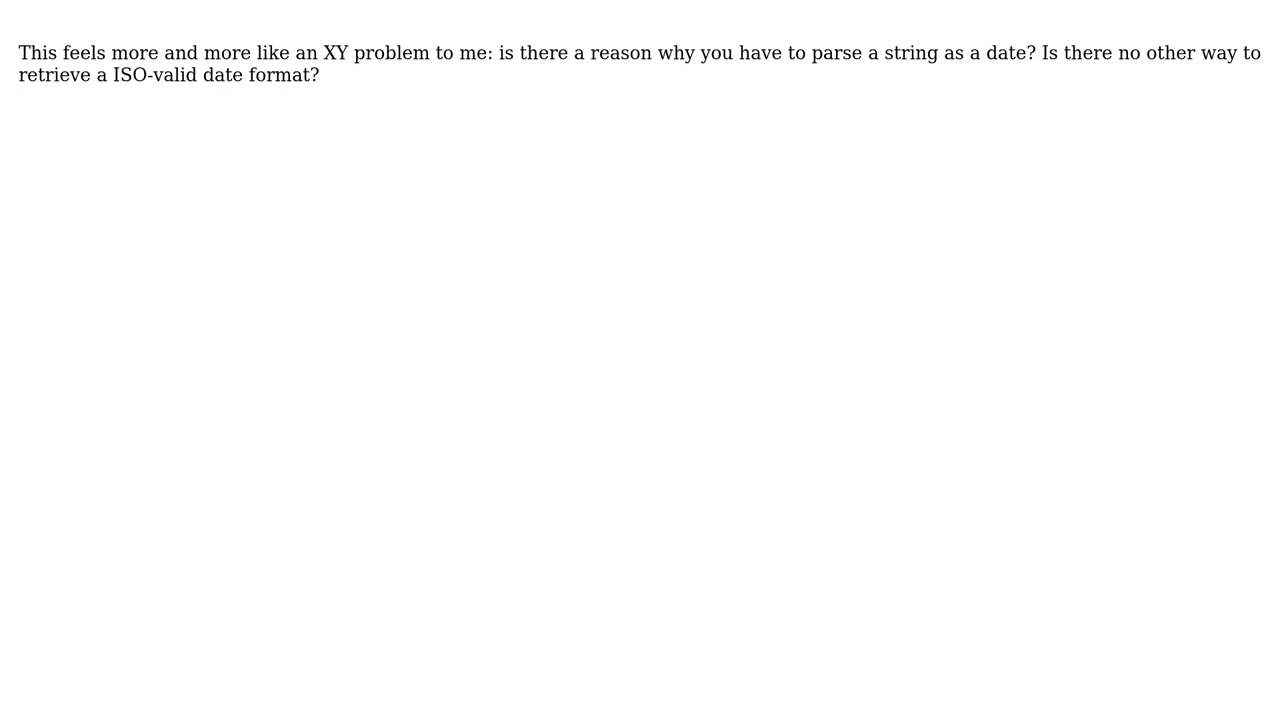 This feels more and more like an XY problem to me: is there a reason why you have to parse a string as a date? Is there no other way to
retrieve a ISO-valid date format?